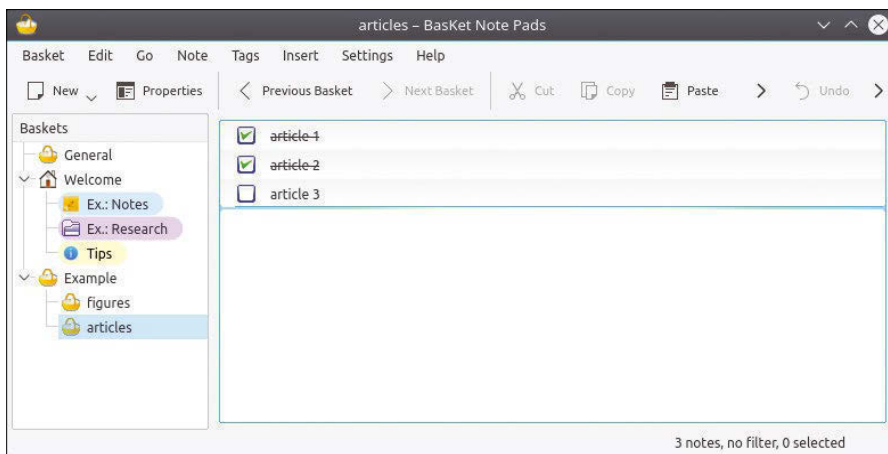 articles – BasKet Note Pads
Basket Edit Go Note Tags Insert Settings Help
New Properties Previous Basket Next Basket Cut Copy Paste Undo
Baskets
General
Welcome
Ex.: Notes
Ex.: Research
Tips
Example
figures
articles
article 1
article 2
article 3
3 notes, no filter, 0 selected